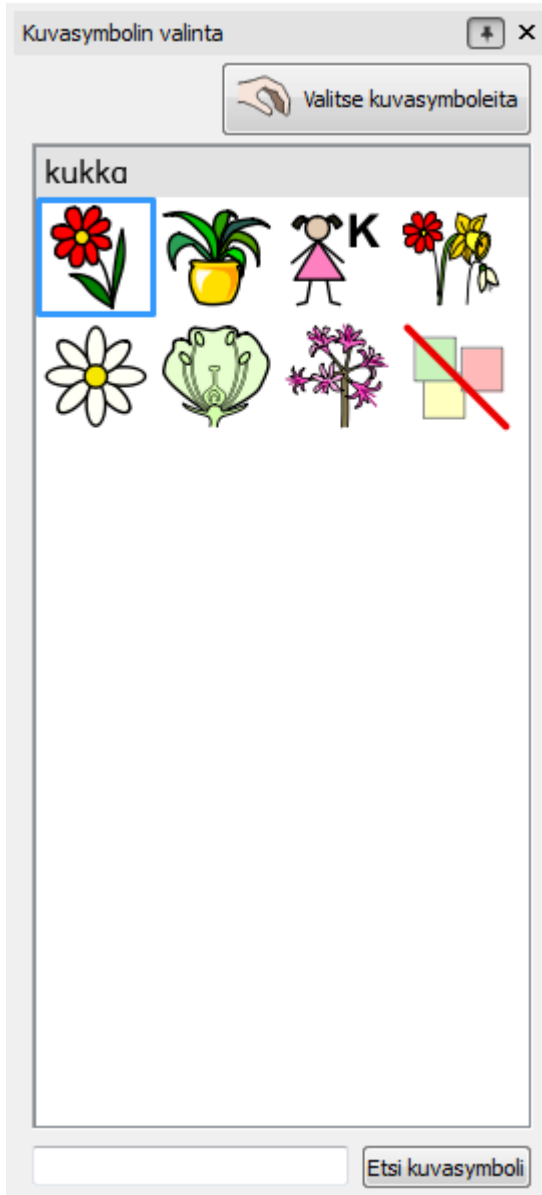 Kuvasymbolin valinta
Valitse kuvasymboleita
kukka
K
Etsi kuvasymboli